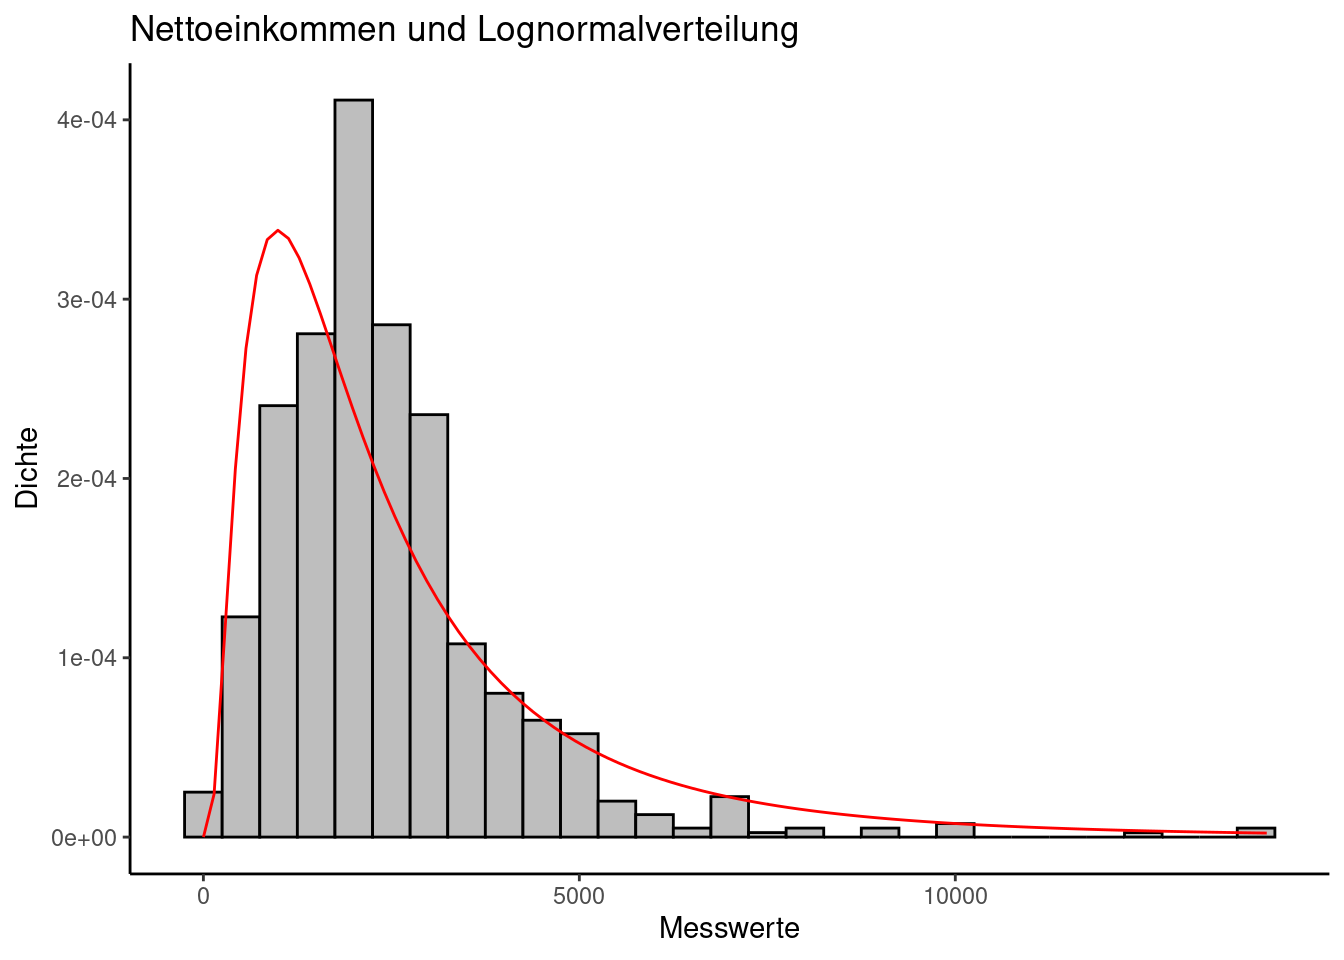 Nettoeinkommen und Lognormalverteilung
4e-04
3e-04
2e-04
1e-04
0e+00
Dichte
0
5000
10000
Messwerte